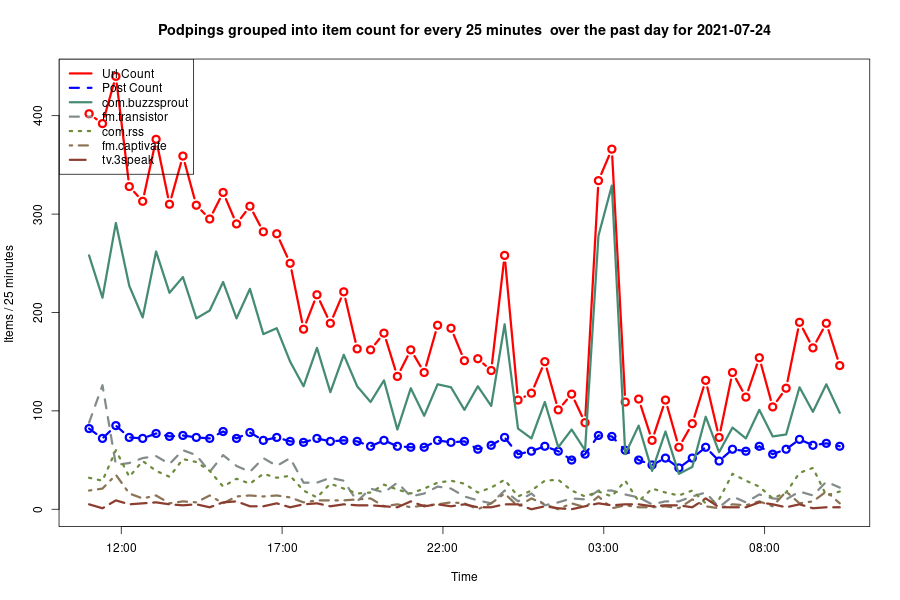 Podpings grouped into item count for every 25 minutes  over the past day for 2021-07-24
Url Count
Post Count
com.buzzsprout
fm.transistor
com.rss
fm.captivate
tv.3speak
Items / 25 minutes
400
300
200
100
0
12:00
17:00
22:00
03:00
08:00
Time